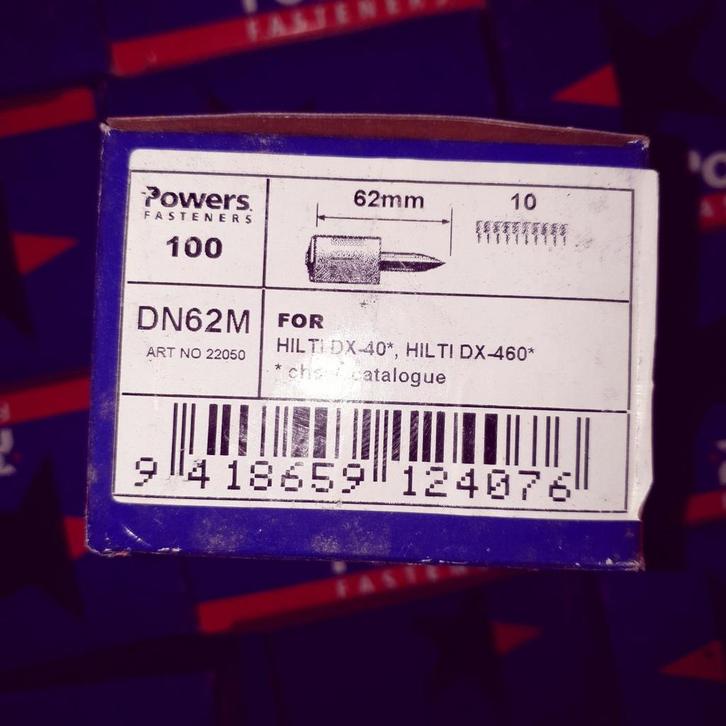 FASTENERS
Powers
FASTENERS
100
62mm
10
DN62M
ART NO 22050
FOR
HILTI DX-40*, HILTI DX-460*
* catalogue
9 418659 124076
FASTENERS